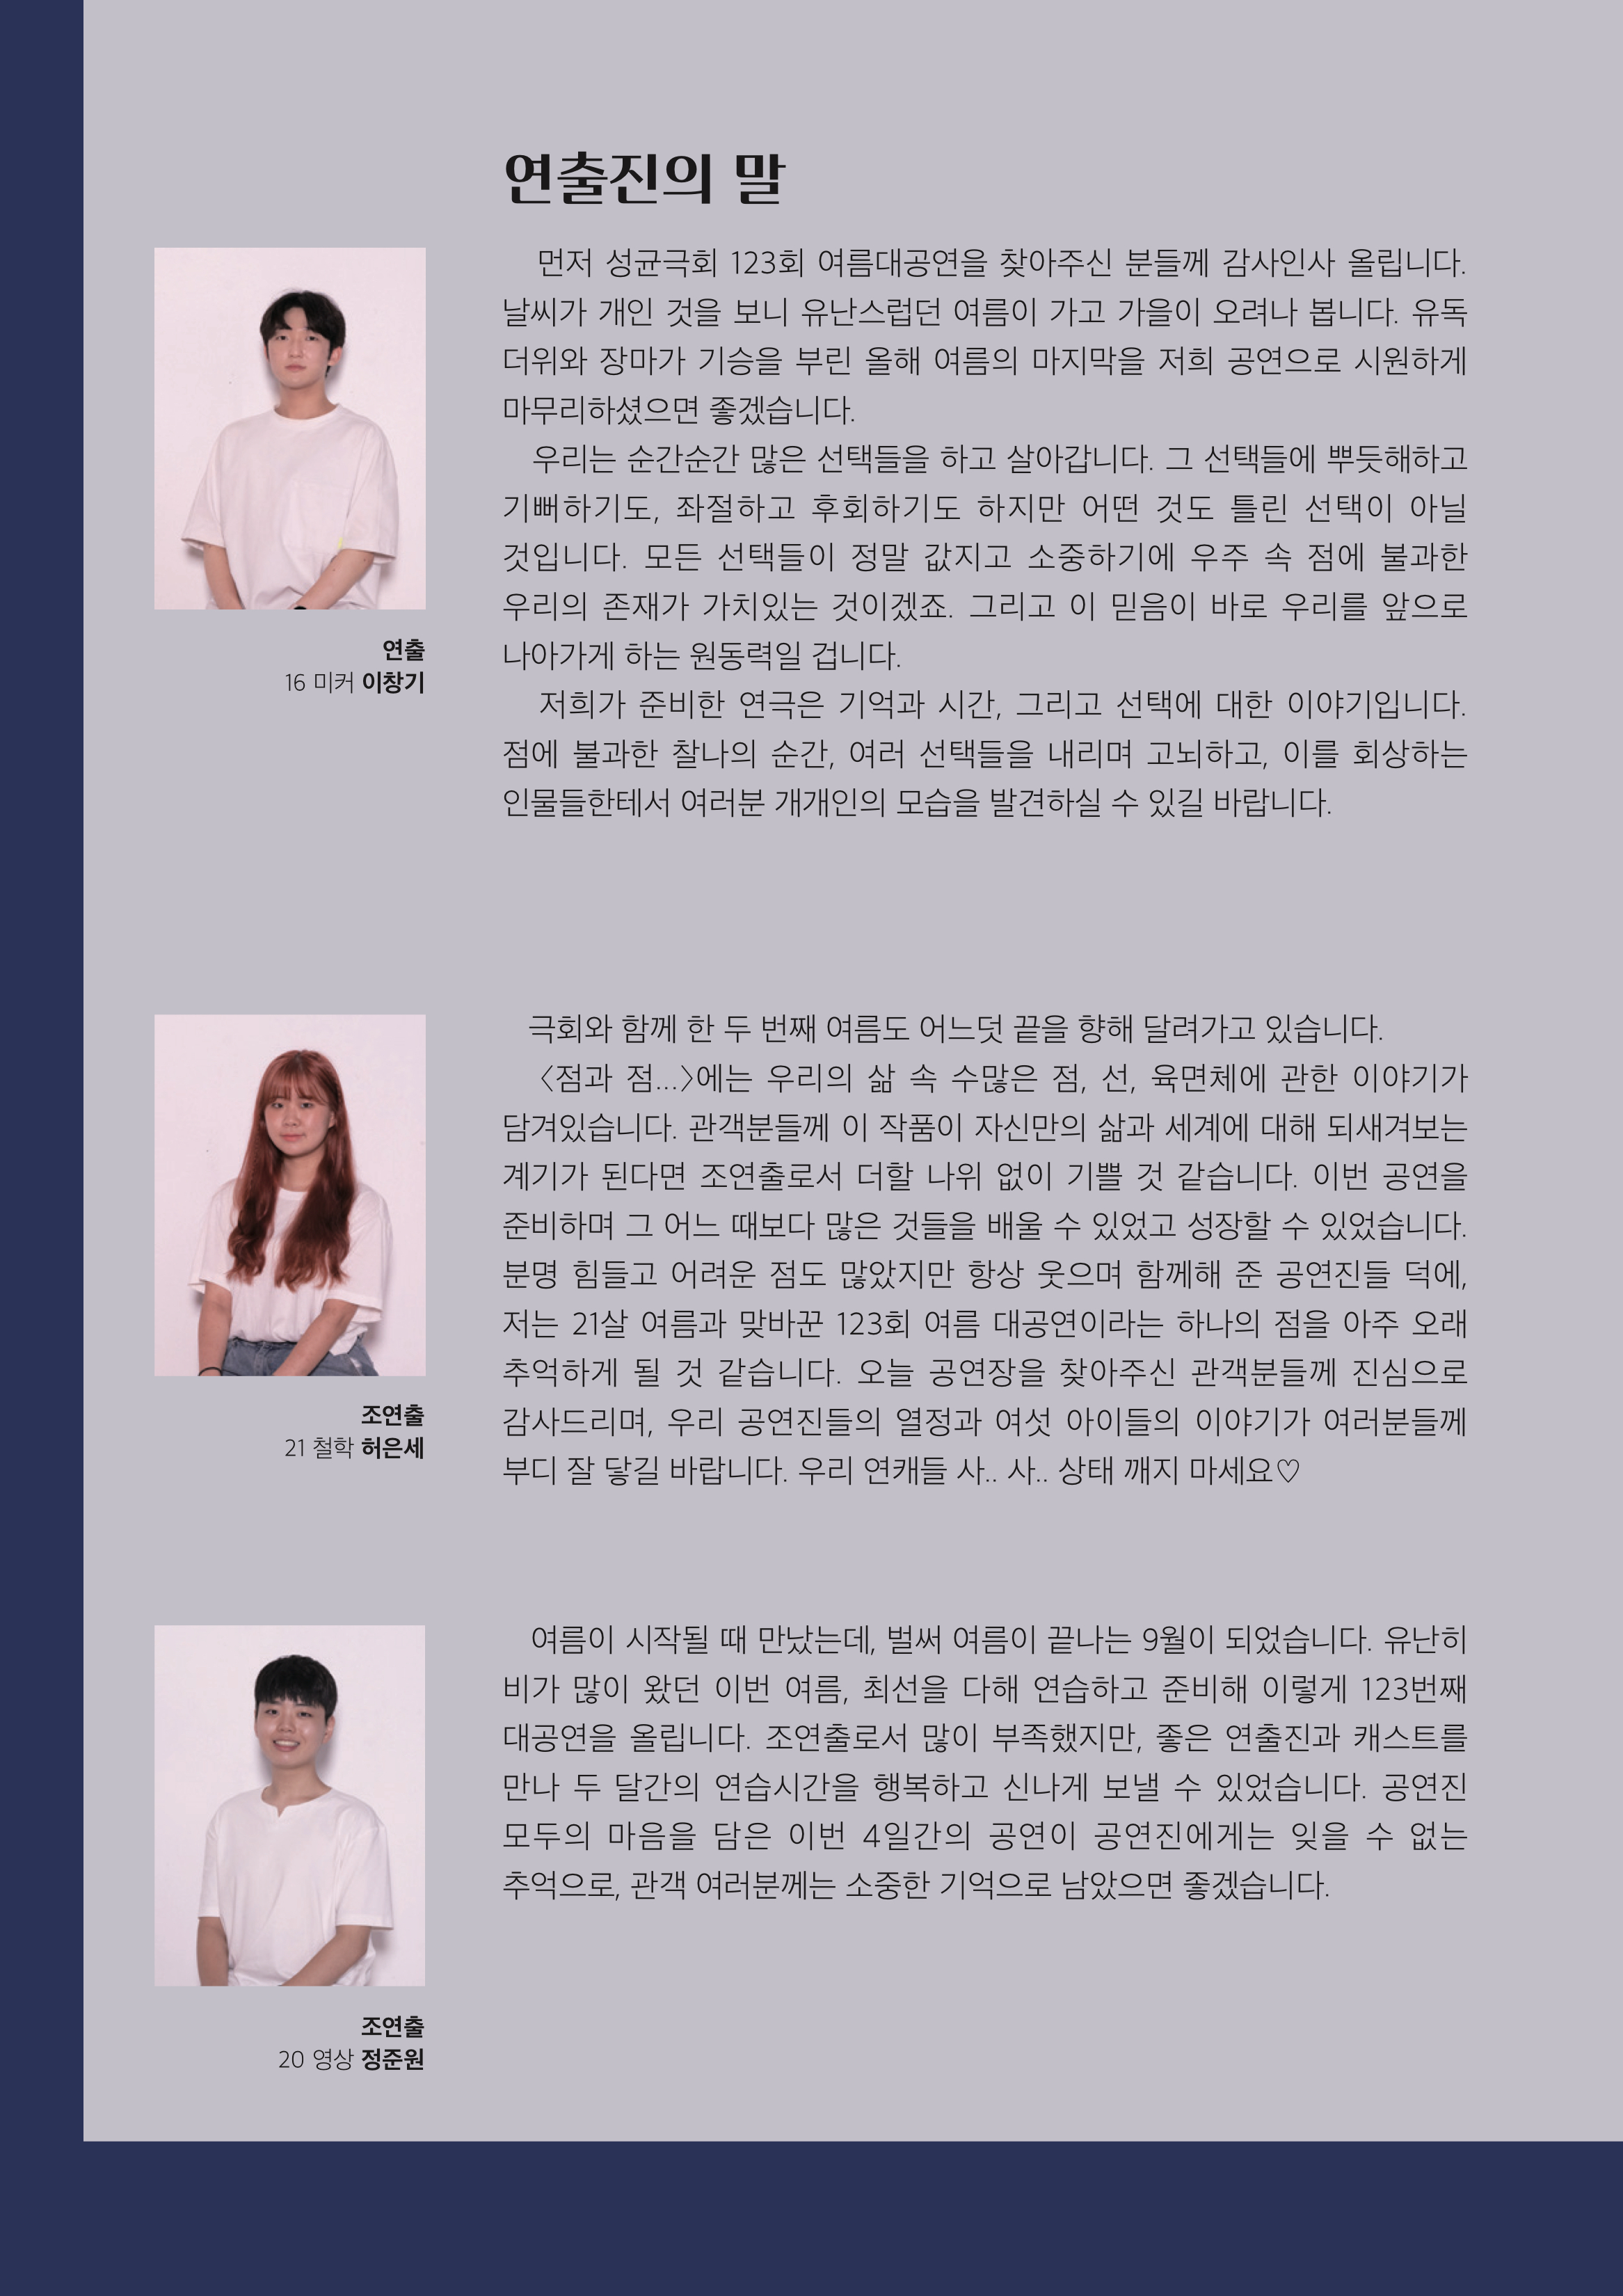 연출진의 말
먼저 성균극회 123회 여름대공연을 찾아주신 분들께 감사인사 올립니다.
날씨가 개인 것을 보니 유난스럽던 여름이 가고 가을이 오려나 봅니다. 유독
더위와 장마가 기승을 부린 올해 여름의 마지막을 저희 공연으로 시원하게
마무리하셨으면 좋겠습니다.
우리는 순간순간 많은 선택들을 하고 살아갑니다. 그 선택들에 뿌듯해하고
기뻐하기도, 좌절하고 후회하기도 하지만 어떤 것도 틀린 선택이 아닐
것입니다. 모든 선택들이 정말 값지고 소중하기에 우주 속 점에 불과한
우리의 존재가 가치있는 것이겠죠. 그리고 이 믿음이 바로 우리를 앞으로
나아가게 하는 원동력일 겁니다.
저희가 준비한 연극은 기억과 시간, 그리고 선택에 대한 이야기입니다.
점에 불과한 찰나의 순간, 여러 선택들을 내리며 고뇌하고, 이를 회상하는
인물들한테서 여러분 개개인의 모습을 발견하실 수 있길 바랍니다.
연출
16 미커 이창기
극회와 함께 한 두 번째 여름도 어느덧 끝을 향해 달려가고 있습니다.
〈점과 점...〉에는 우리의 삶 속 수많은 점, 선, 육면체에 관한 이야기가
담겨있습니다. 관객분들께 이 작품이 자신만의 삶과 세계에 대해 되새겨보는
계기가 된다면 조연출로서 더할 나위 없이 기쁠 것 같습니다. 이번 공연을
준비하며 그 어느 때보다 많은 것들을 배울 수 있었고 성장할 수 있었습니다.
분명 힘들고 어려운 점도 많았지만 항상 웃으며 함께해 준 공연진들 덕에,
저는 21살 여름과 맞바꾼 123회 여름 대공연이라는 하나의 점을 아주 오래
추억하게 될 것 같습니다. 오늘 공연장을 찾아주신 관객분들께 진심으로
감사드리며, 우리 공연진들의 열정과 여섯 아이들의 이야기가 여러분들께
부디 잘 닿길 바랍니다. 우리 연캐들 사.. 사.. 상태 깨지 마세요♡
조연출
21 철학 허은세
여름이 시작될 때 만났는데, 벌써 여름이 끝나는 9월이 되었습니다. 유난히
비가 많이 왔던 이번 여름, 최선을 다해 연습하고 준비해 이렇게 123번째
대공연을 올립니다. 조연출로서 많이 부족했지만, 좋은 연출진과 캐스트를
만나 두 달간의 연습시간을 행복하고 신나게 보낼 수 있었습니다. 공연진
모두의 마음을 담은 이번 4일간의 공연이 공연진에게는 잊을 수 없는
추억으로, 관객 여러분께는 소중한 기억으로 남았으면 좋겠습니다.
조연출
20 영상 정준원